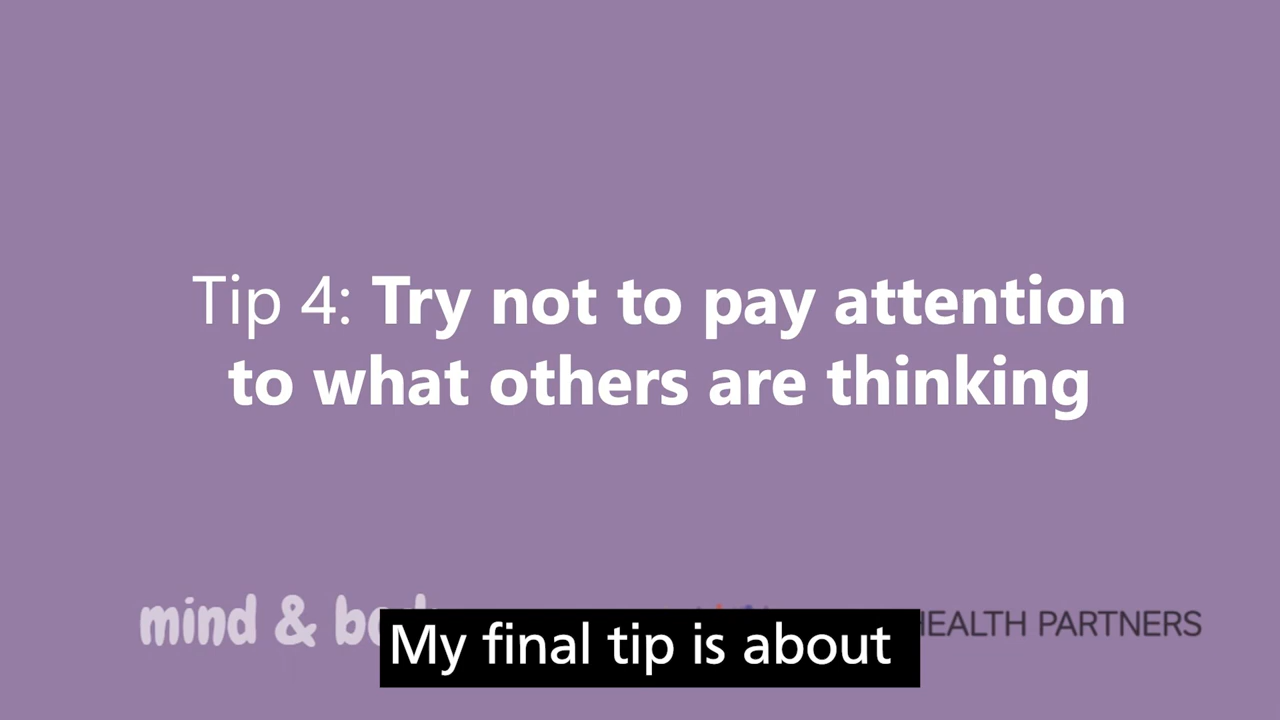 Tip 4: Try not to pay attention
to what others are thinking
mind &
HEALTH PARTNERS
My final tip is about